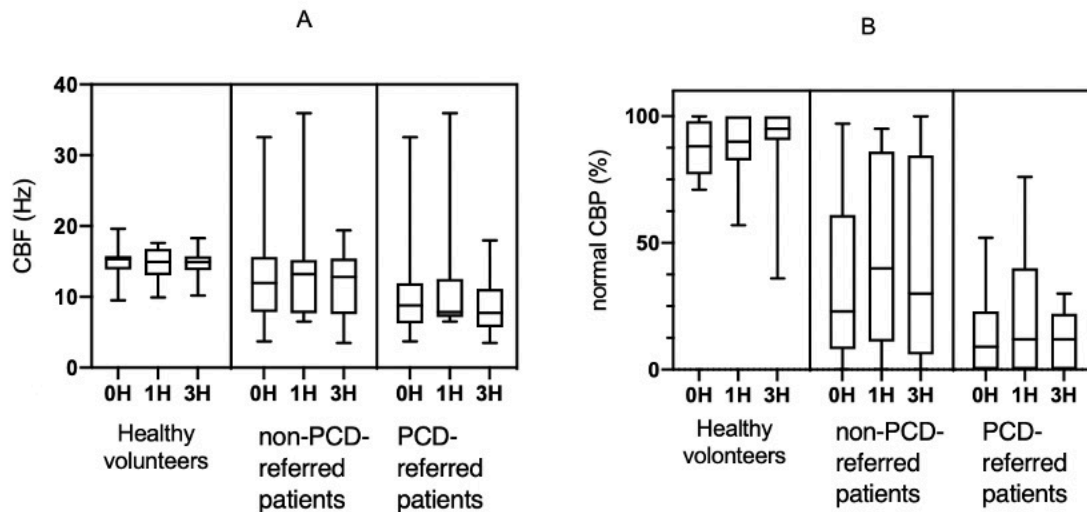 A
CBF (Hz)
40
30
20
10
0
0H 1H 3H 0H 1H 3H 0H 1H 3H
Healthy
volunteers
non-PCD-
referred
patients
PCD-
referred
patients
B
normal CBP (%)
100
50
0
0H 1H 3H 0H 1H 3H 0H 1H 3H
Healthy
volonteers
non-PCD-
referred
patients
PCD-
referred
patients